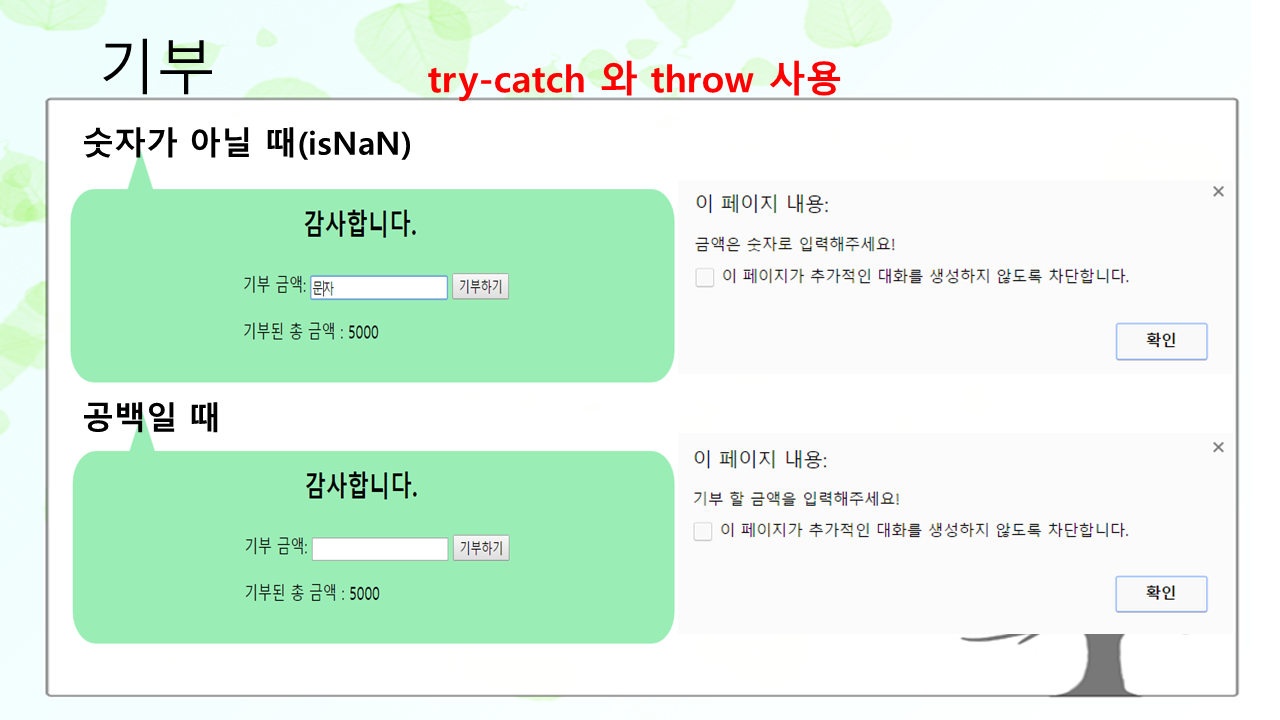 기부
try-catch 와 throw 사용
숫자가 아닐 때(isNaN)
감사합니다.
기부 금액: 문자 기부하기
기부된 총 금액 : 5000
이 페이지 내용:
금액은 숫자로 입력해주세요!
이 페이지가 추가적인 대화를 생성하지 않도록 차단합니다.
확인
공백일 때
감사합니다.
기부 금액: 기부하기
기부된 총 금액 : 5000
이 페이지 내용:
기부 할 금액을 입력해주세요!
이 페이지가 추가적인 대화를 생성하지 않도록 차단합니다.
확인